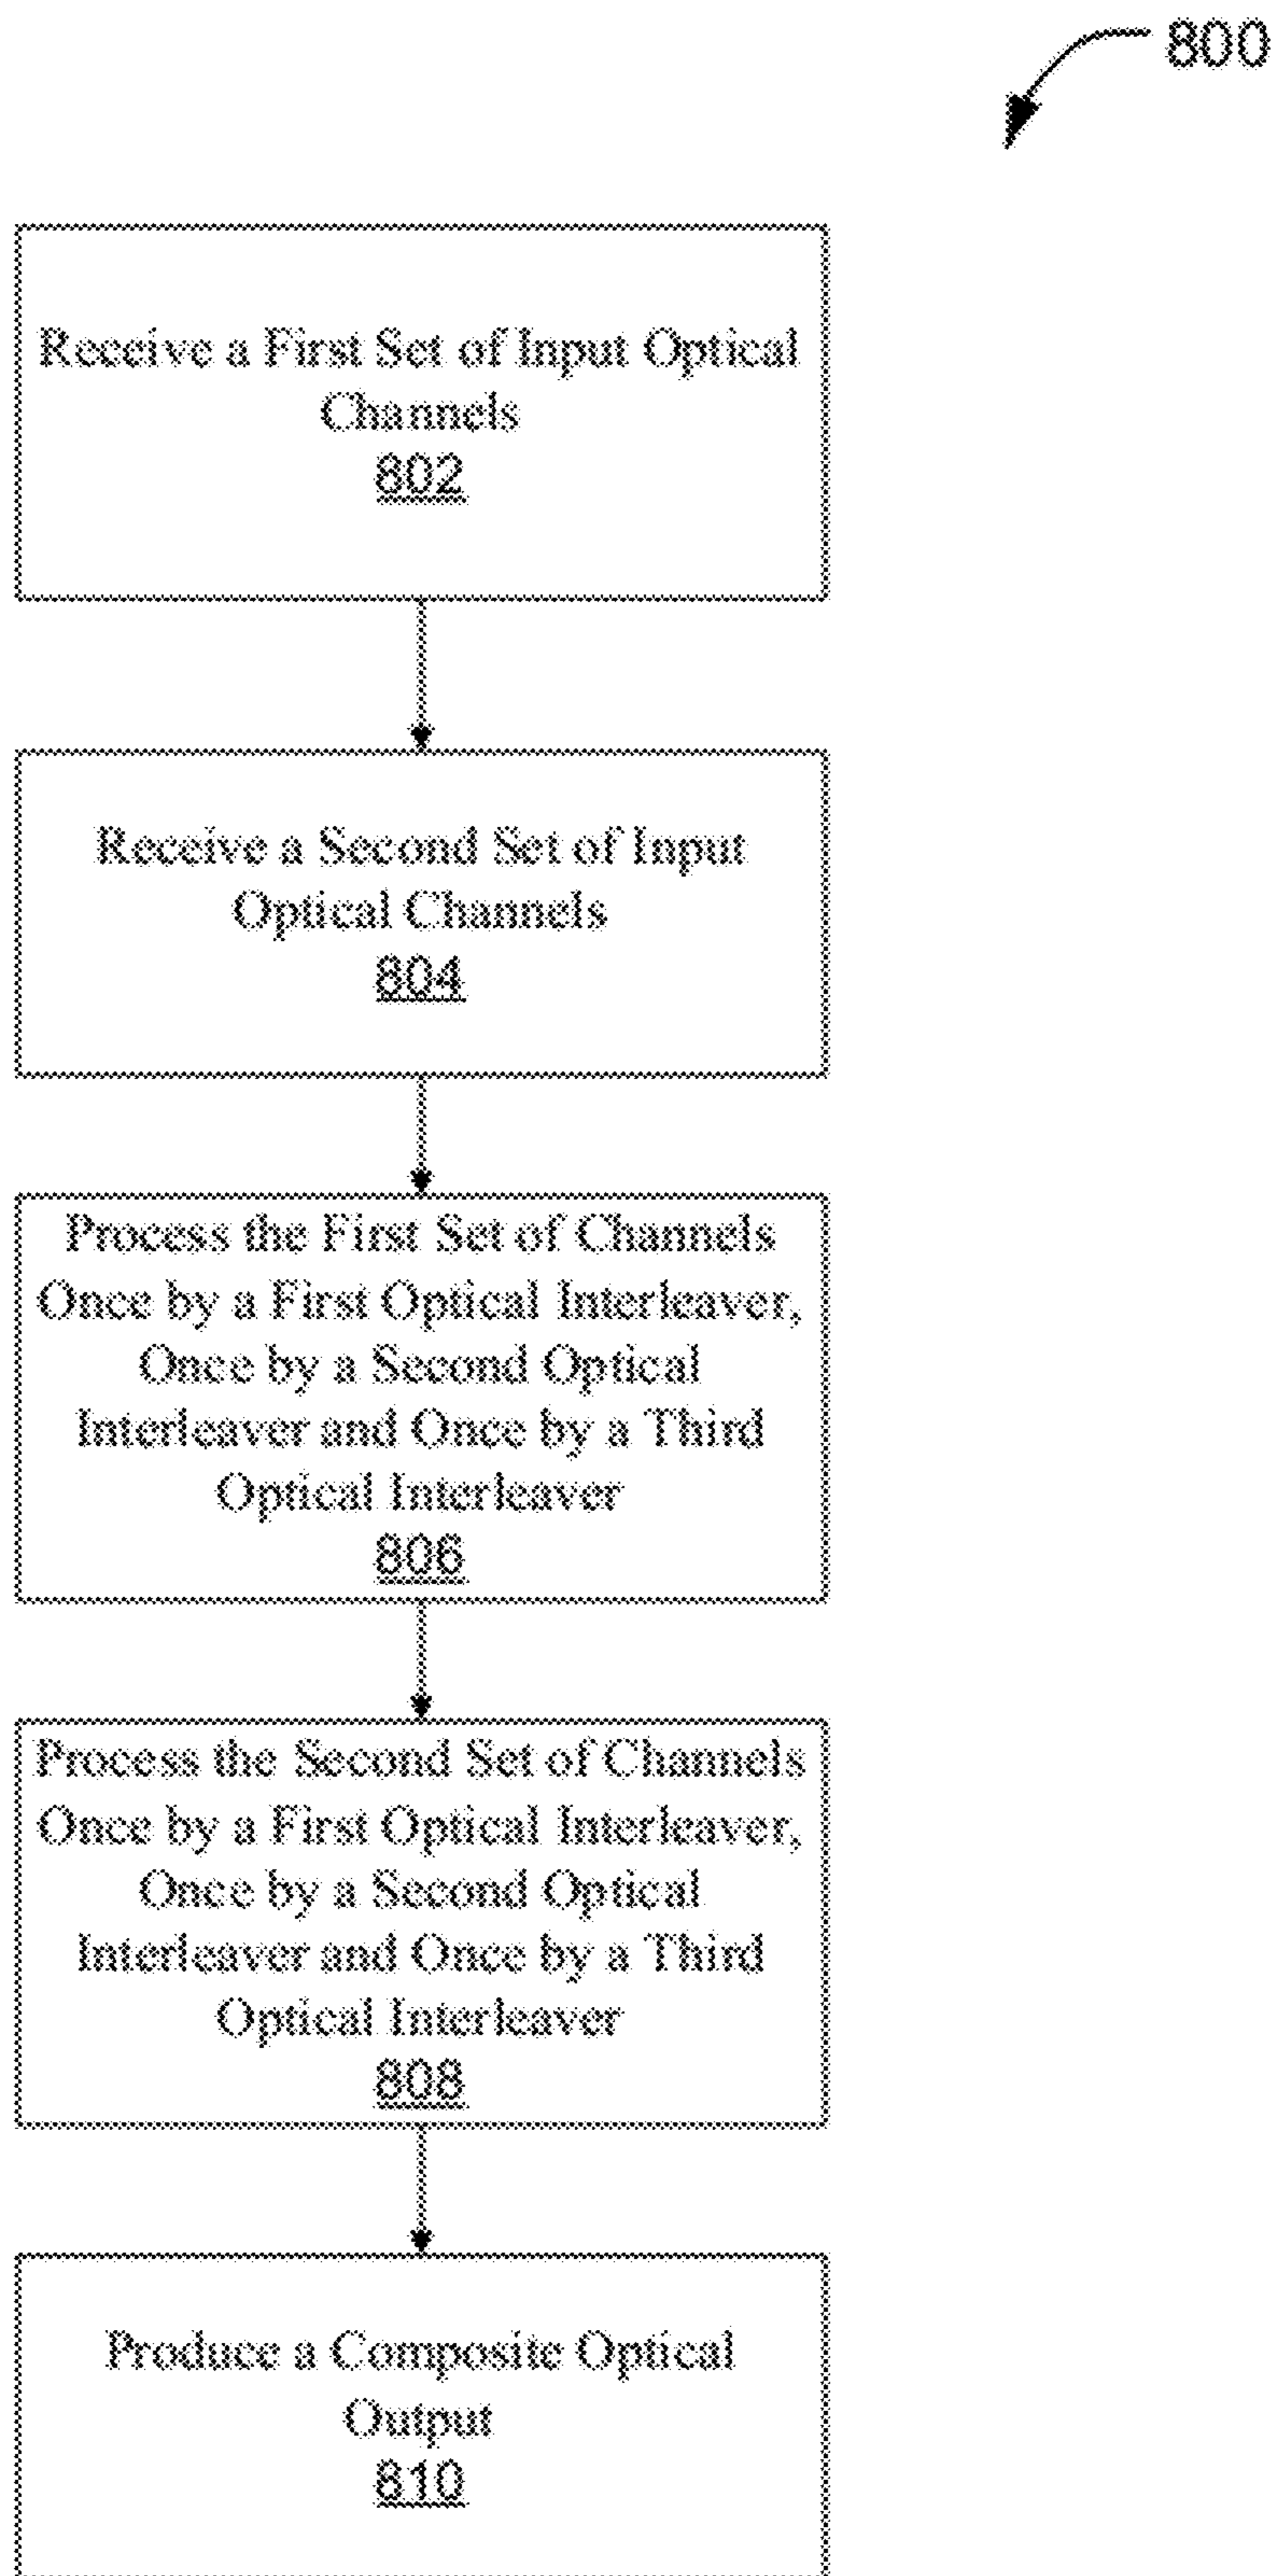 800
Receive a First Set of Input Optical
Channels
802
Receive a Second Set of Input
Optical Channels
804
Process the First Set of Channels
Once by a First Optical Interleaver,
Once by a Second Optical
Interleaver and Once by a Third
Optical Interleaver
806
Process the Second Set of Channels
Once by a First Optical Interleaver,
Once by a Second Optical
Interleaver and Once by a Third
Optical Interleaver
808
Produce a Composite Optical
Output
810